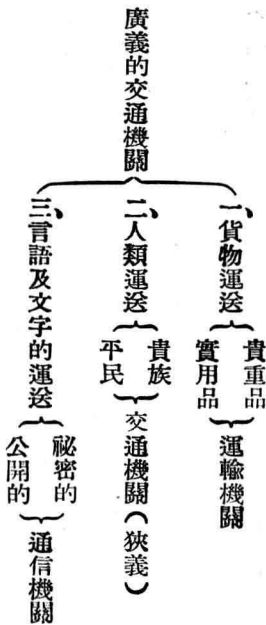 廣義的交通機關
一、貨物運送
貴重品
實用品
運輸機關
二、人類運送
貴族
平民
交通機關(狹義)
三、言語及文字的運送
祕密的
公開的
通信機關